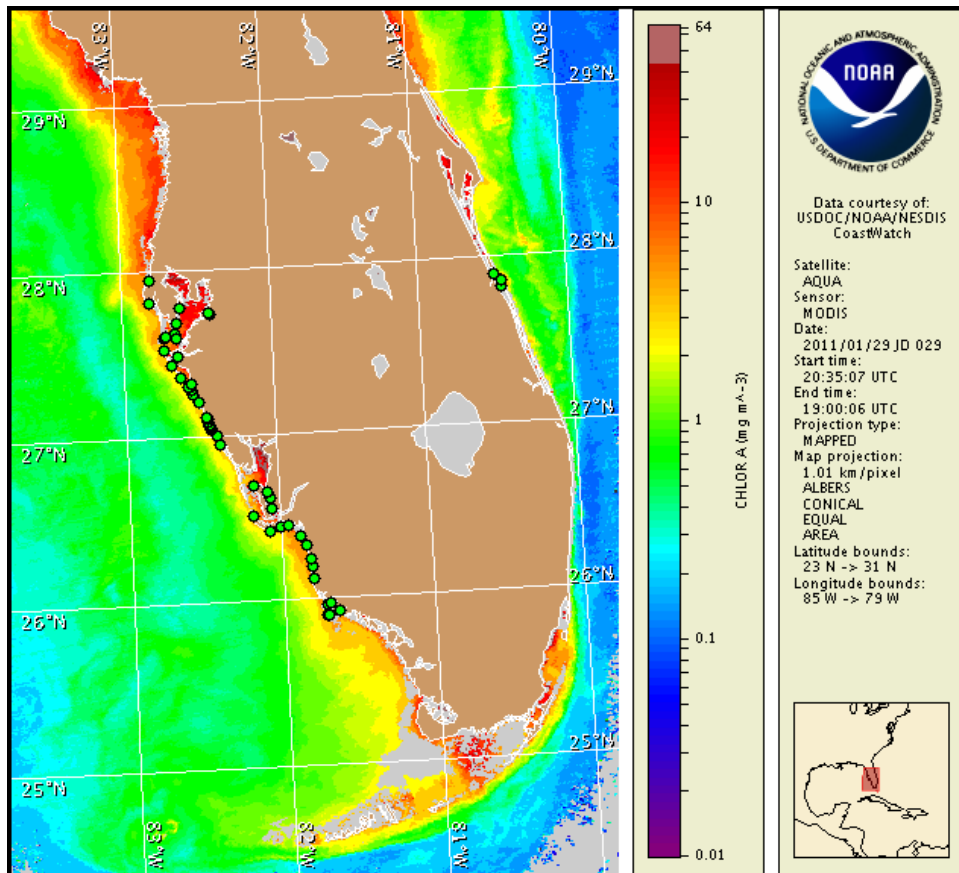 83°W
82°W
81°W
80°W
29°N
29°N
28°N
28°N
27°N
27°N
26°N
26°N
25°N
25°N
83°W
82°W
81°W
64
10
1
0.1
0.01
CHLOR A (mg m^-3)
NATIONAL OCEANIC AND ATMOSPHERIC ADMINISTRATION
NOAA
U.S. DEPARTMENT OF COMMERCE
Data courtesy of:
USDOC/NOAA/NESDIS
CoastWatch
Satellite:
AQUA
Sensor:
MODIS
Date:
2011/01/29 JD 029
Start time:
20:35:07 UTC
End time:
19:00:06 UTC
Projection type:
MAPPED
Map projection:
1.01 km/pixel
ALBERS
CONICAL
EQUAL
AREA
Latitude bounds:
23 N -> 31 N
Longitude bounds:
85 W -> 79 W